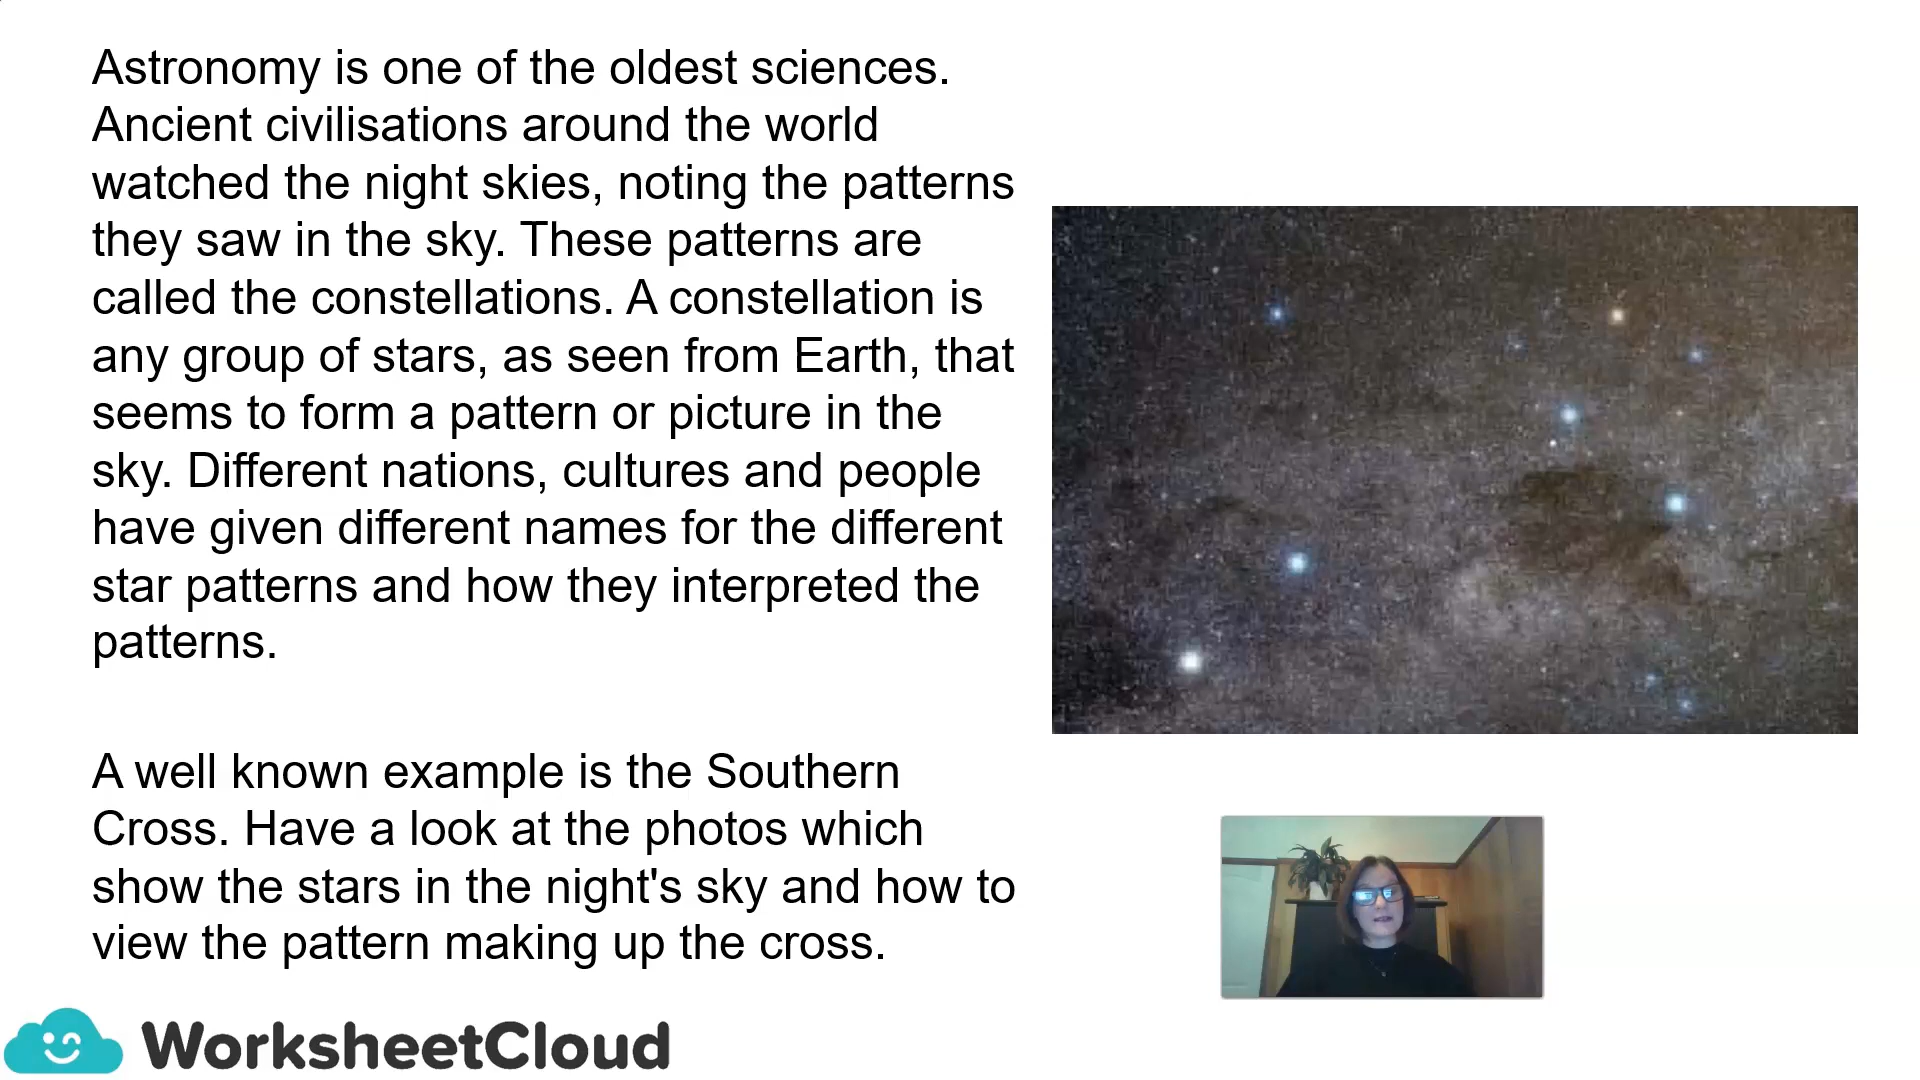 Astronomy is one of the oldest sciences.
Ancient civilisations around the world
watched the night skies, noting the patterns
they saw in the sky. These patterns are
called the constellations. A constellation is
any group of stars, as seen from Earth, that
seems to form a pattern or picture in the
sky. Different nations, cultures and people
have given different names for the different
star patterns and how they interpreted the
patterns.
A well known example is the Southern
Cross. Have a look at the photos which
show the stars in the night's sky and how to
view the pattern making up the cross.
WorksheetCloud